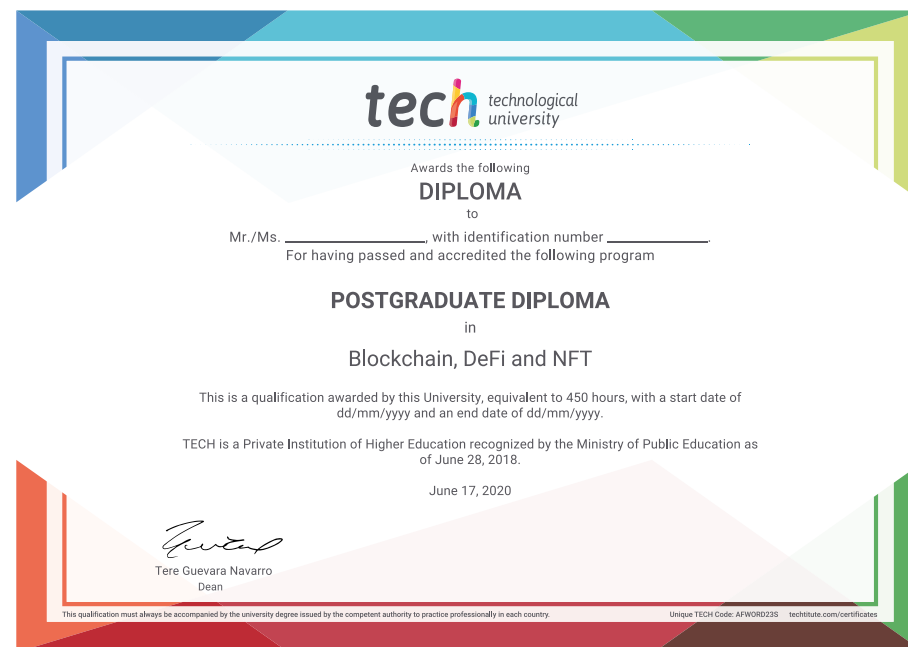 tech technological
university
Awards the following
DIPLOMA
to
Mr./Ms. ____________________, with identification number ______________.
For having passed and accredited the following program
POSTGRADUATE DIPLOMA
in
Blockchain, DeFi and NFT
This is a qualification awarded by this University, equivalent to 450 hours, with a start date of
dd/mm/yyyy and an end date of dd/mm/yyyy.
TECH is a Private Institution of Higher Education recognized by the Ministry of Public Education as
of June 28, 2018.
June 17, 2020
Tere Guevara Navarro
Dean
This qualification must always be accompanied by the university degree issued by the competent authority to practice professionally in each country. Unique TECH Code: AFWORD23S techtitute.com/certificates